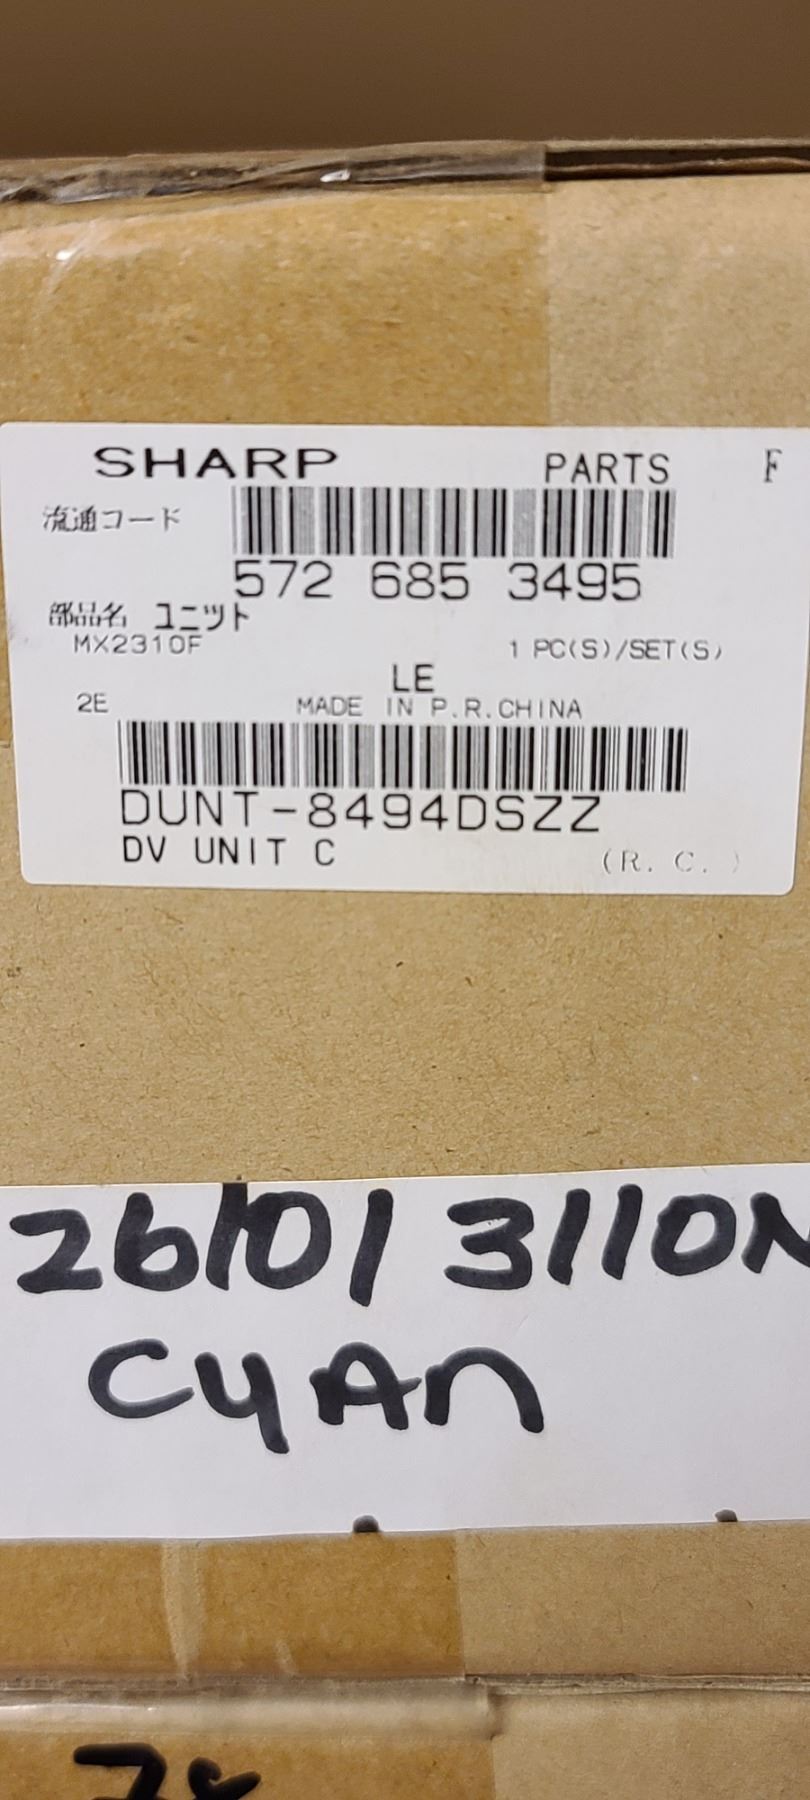 SHARP PARTS F
流通コード
572 685 3495
部品名 ユニット
MX2310F 1 PC(S)/SET(S)
LE
2E MADE IN P.R.CHINA
DUNT-8494DSZZ
DV UNIT C (R. C. )
2610/3110N
CYAN